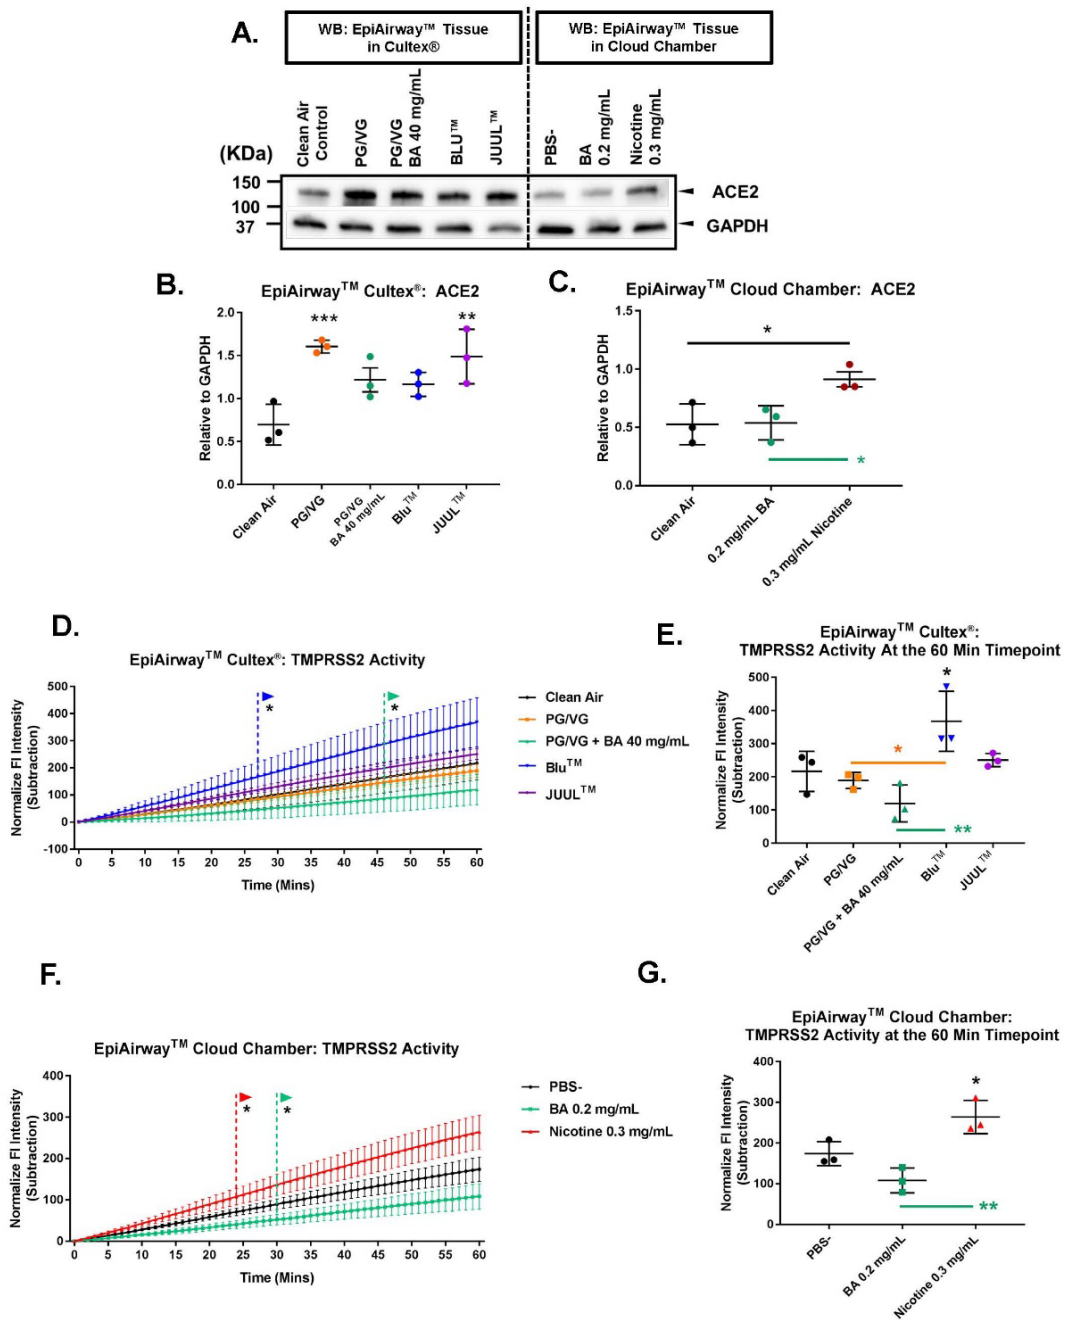 A.
WB: EpiAirway™ Tissue
in Cultex®
WB: EpiAirway™ Tissue
in Cloud Chamber
Clean Air
Control
PG/VG
PG/VG
BA 40 mg/mL
BLU™
JUUL™
PBS-
BA
0.2 mg/mL
Nicotine
0.3 mg/mL
(KDa)
150
100
37
ACE2
GAPDH
B.
EpiAirway™ Cultex®: ACE2
Relative to GAPDH
2.0
1.5
1.0
0.5
0.0
***
**
Clean Air
PG/VG
PG/VG
BA 40 mg/mL
Blu™
JUUL™
C.
EpiAirway™ Cloud Chamber: ACE2
Relative to GAPDH
1.5
1.0
0.5
0.0
*
*
Clean Air
0.2 mg/mL BA
0.3 mg/mL Nicotine
D.
EpiAirway™ Cultex®: TMPRSS2 Activity
Normalize FI Intensity
(Subtraction)
500
400
300
200
100
0
-100
*
*
0 5 10 15 20 25 30 35 40 45 50 55 60
Time (Mins)
Clean Air
PG/VG
PG/VG + BA 40 mg/mL
Blu™
JUUL™
E.
EpiAirway™ Cultex®:
TMPRSS2 Activity At the 60 Min Timepoint
Normalize FI Intensity
(Subtraction)
500
400
300
200
100
0
*
*
**
Clean Air
PG/VG
PG/VG + BA 40 mg/mL
Blu™
JUUL™
F.
EpiAirway™ Cloud Chamber: TMPRSS2 Activity
Normalize FI Intensity
(Subtraction)
400
300
200
100
0
*
*
0 5 10 15 20 25 30 35 40 45 50 55 60
Time (Mins)
PBS-
BA 0.2 mg/mL
Nicotine 0.3 mg/mL
G.
EpiAirway™ Cloud Chamber:
TMPRSS2 Activity at the 60 Min Timepoint
Normalize FI Intensity
(Subtraction)
400
300
200
100
0
*
**
PBS-
BA 0.2 mg/mL
Nicotine 0.3 mg/mL